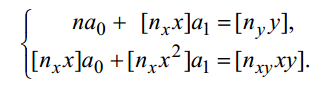 na₀ + [nₓx]a₁ = [n_y y],
[nₓx]a₀ + [nₓx²]a₁ = [n_xy xy].